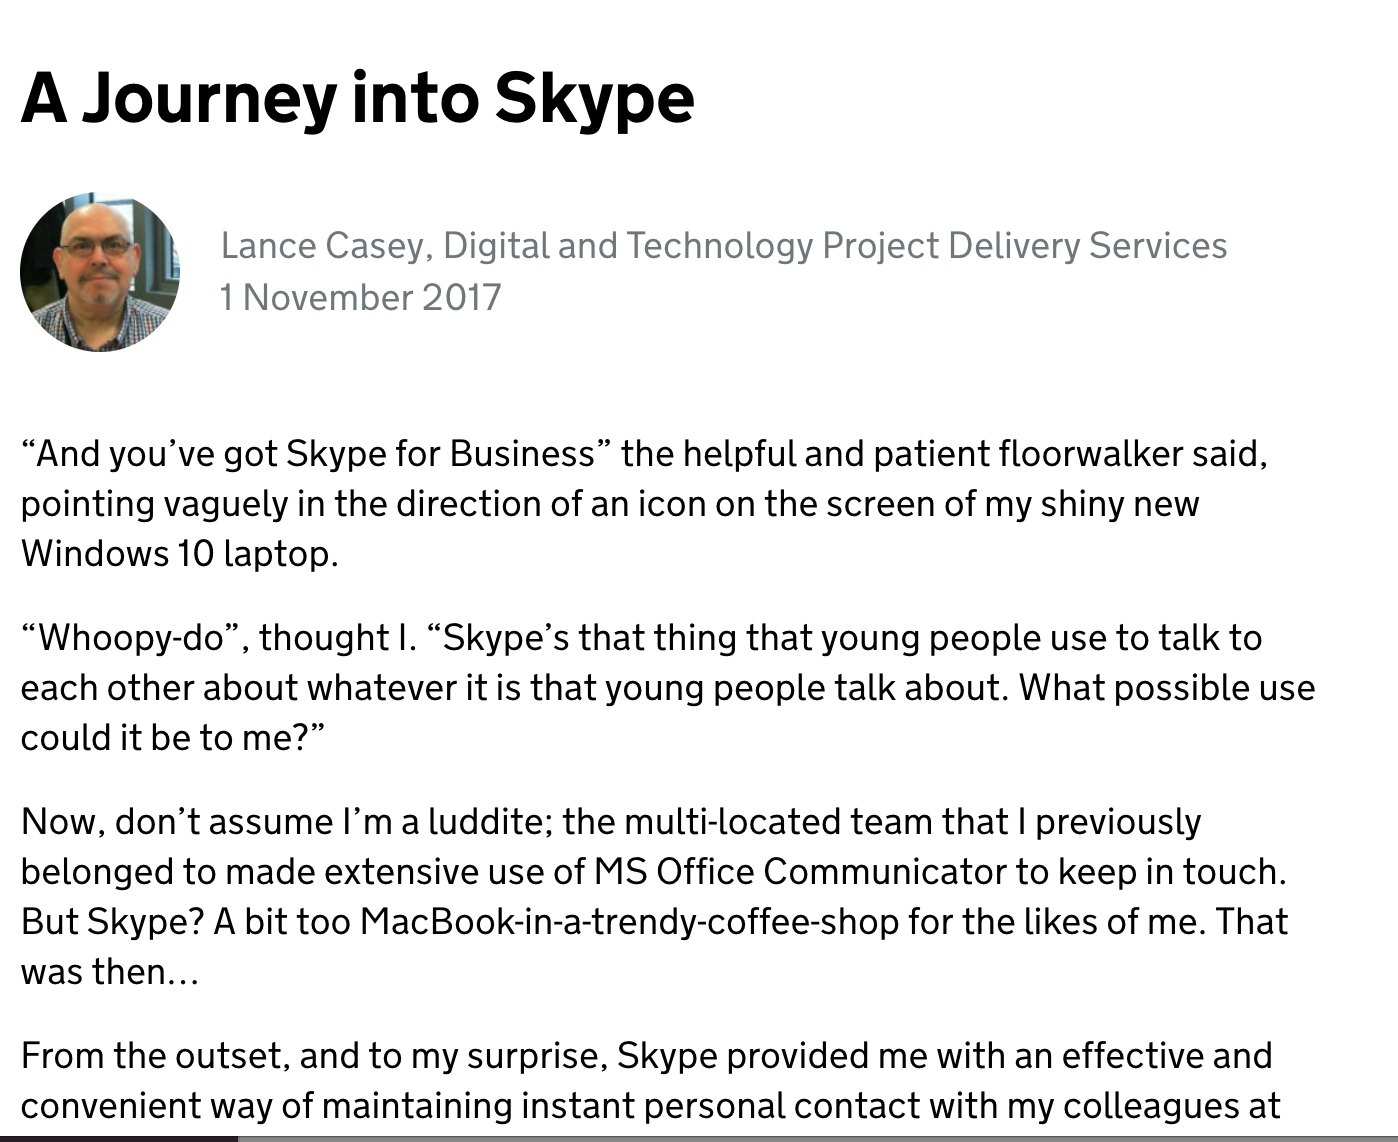 A Journey into Skype
Lance Casey, Digital and Technology Project Delivery Services
1 November 2017
“And you’ve got Skype for Business” the helpful and patient floorwalker said,
pointing vaguely in the direction of an icon on the screen of my shiny new
Windows 10 laptop.
“Whoopy-do”, thought I. “Skype’s that thing that young people use to talk to
each other about whatever it is that young people talk about. What possible use
could it be to me?”
Now, don’t assume I’m a luddite; the multi-located team that I previously
belonged to made extensive use of MS Office Communicator to keep in touch.
But Skype? A bit too MacBook-in-a-trendy-coffee-shop for the likes of me. That
was then…
From the outset, and to my surprise, Skype provided me with an effective and
convenient way of maintaining instant personal contact with my colleagues at